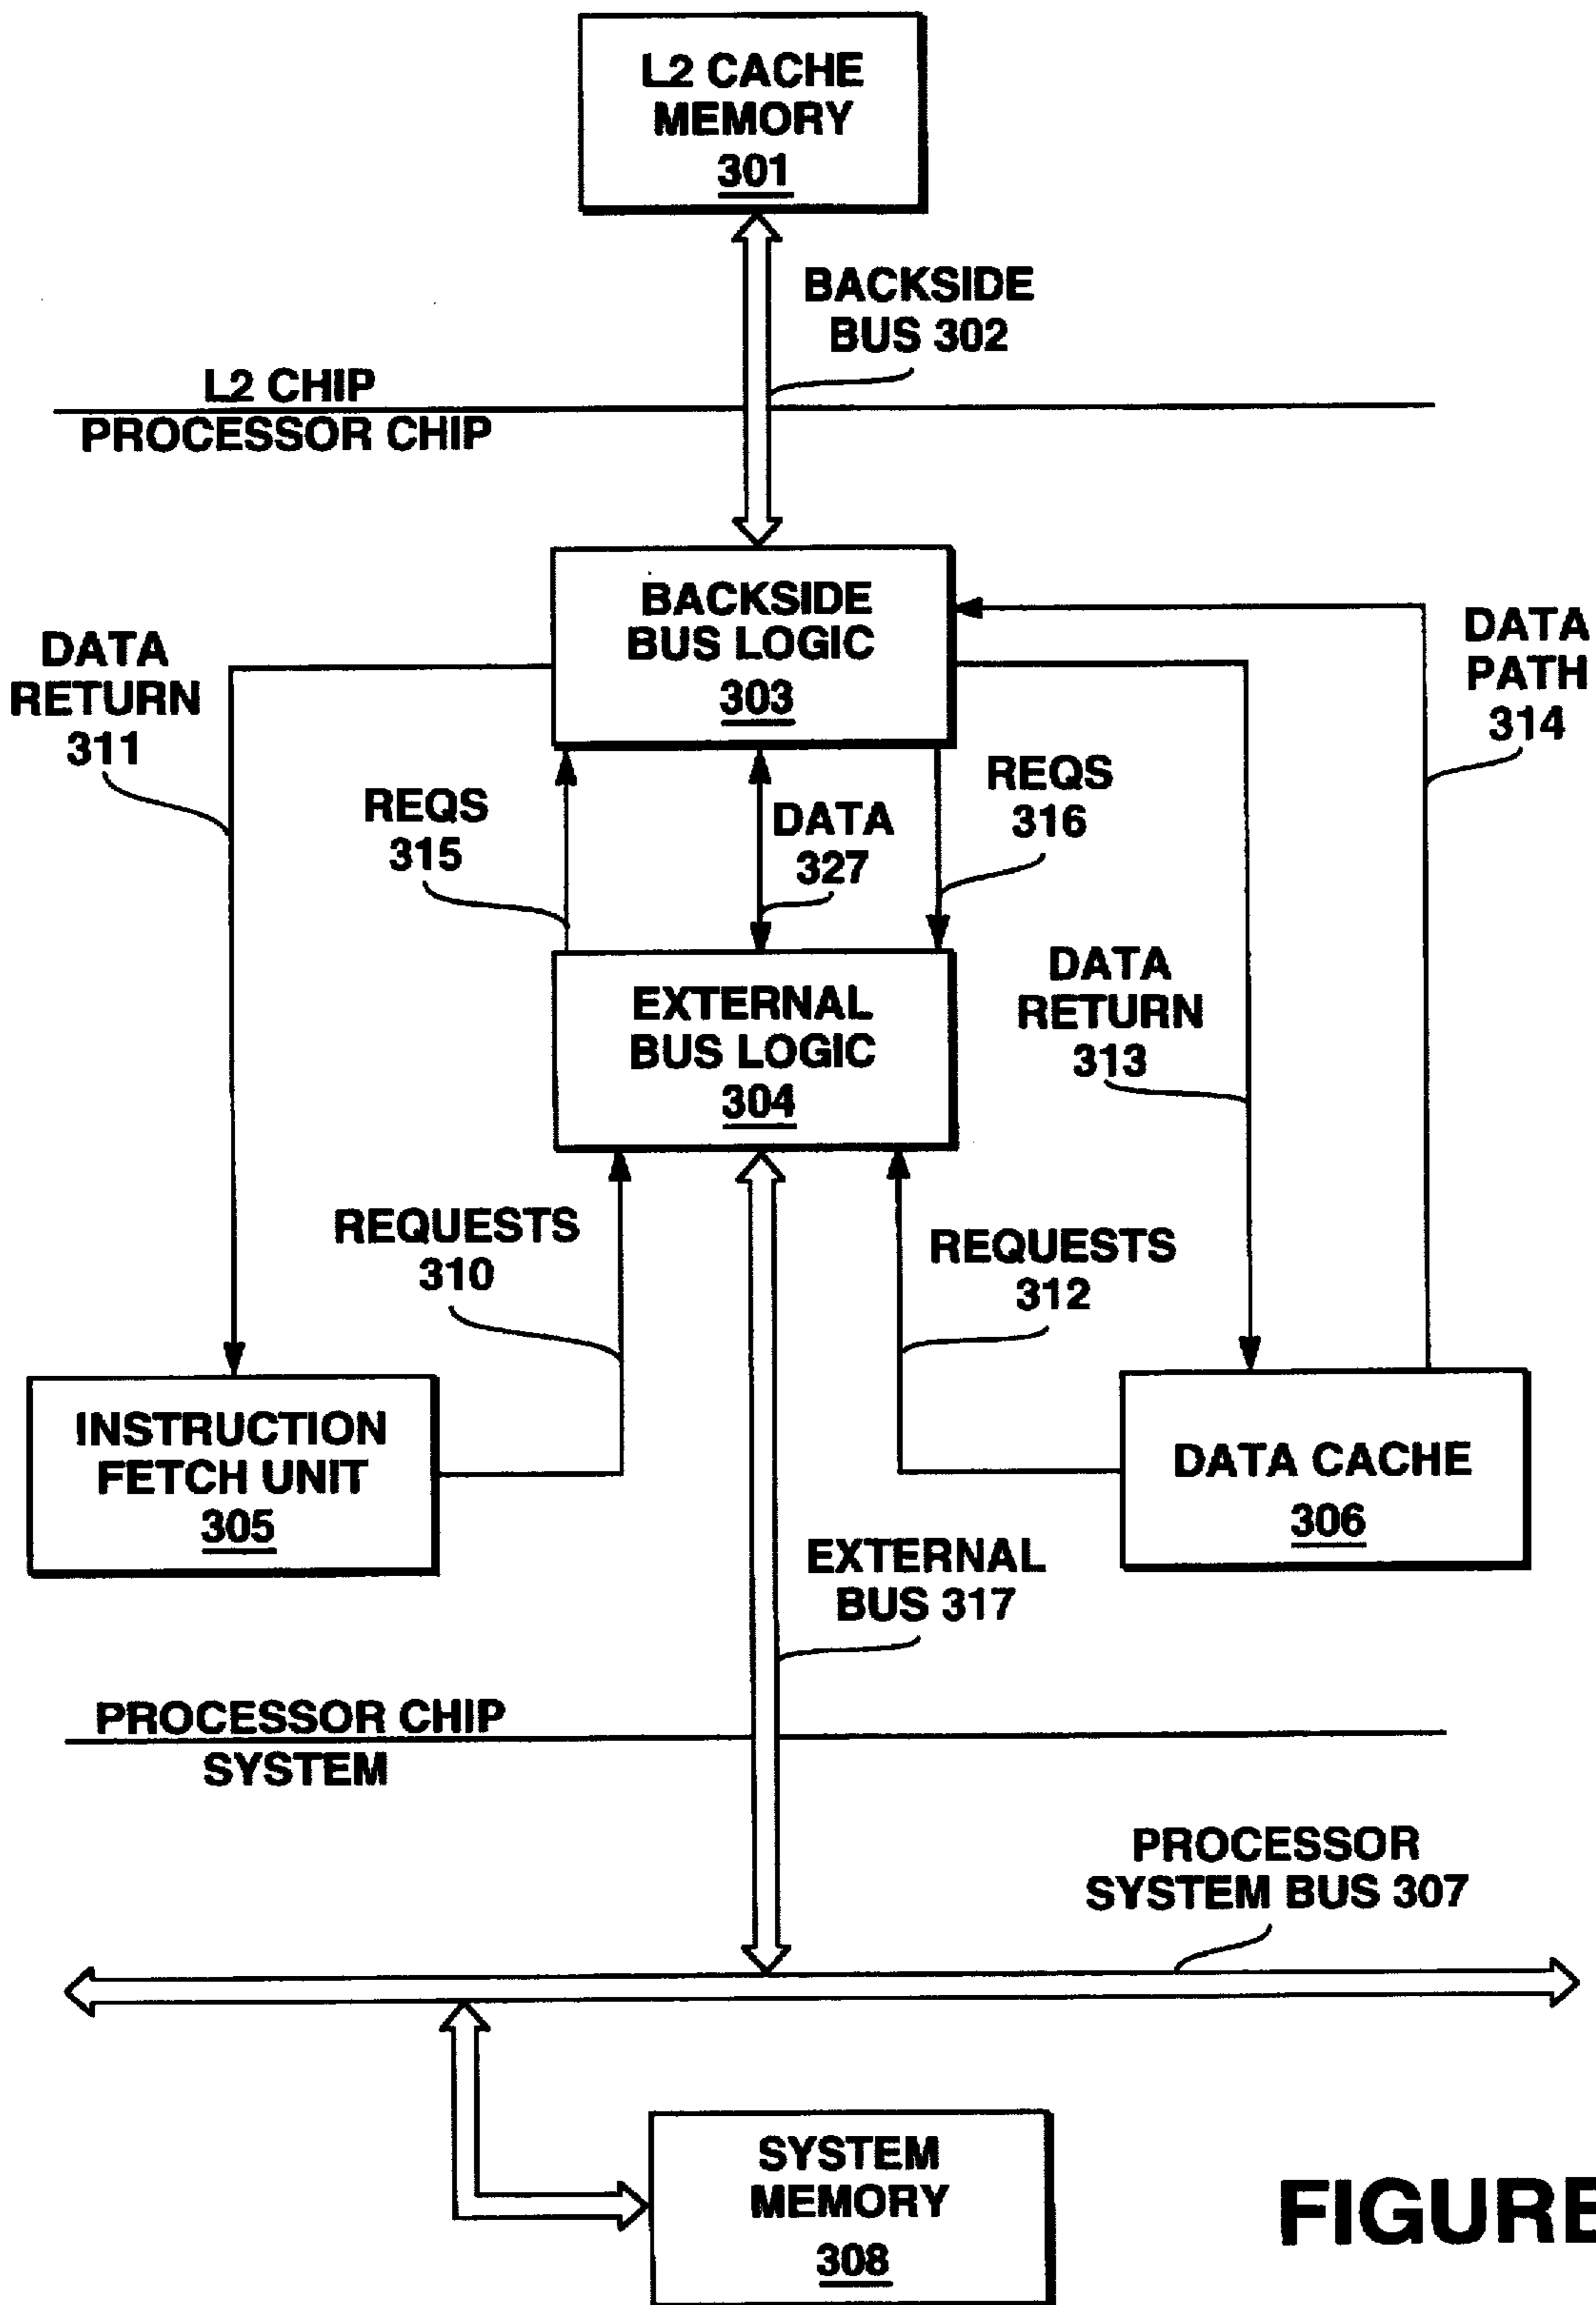 L2 CACHE
MEMORY
301
BACKSIDE
BUS 302
L2 CHIP
PROCESSOR CHIP
BACKSIDE
BUS LOGIC
303
DATA
RETURN
311
DATA
PATH
314
REQS
315
DATA
327
REQS
316
EXTERNAL
BUS LOGIC
304
DATA
RETURN
313
REQUESTS
310
REQUESTS
312
INSTRUCTION
FETCH UNIT
305
DATA CACHE
306
EXTERNAL
BUS 317
PROCESSOR CHIP
SYSTEM
PROCESSOR
SYSTEM BUS 307
SYSTEM
MEMORY
308
FIGURE